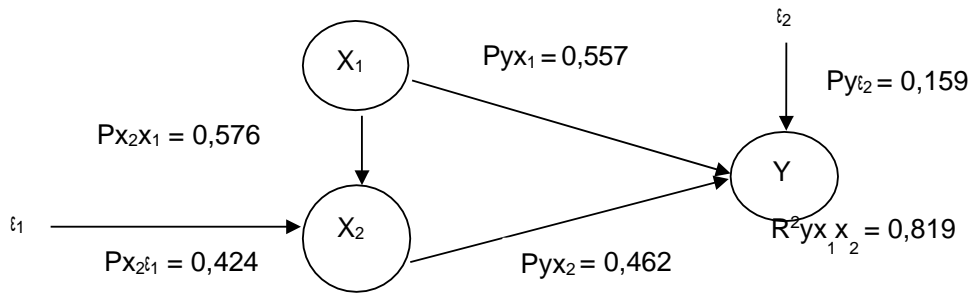 ε₂
X₁
Pyx₁ = 0,557
Pyε₂ = 0,159
Px₂x₁ = 0,576
Y
ε₁
X₂
R²yx₁x₂ = 0,819
Px₂ε₁ = 0,424
Pyx₂ = 0,462